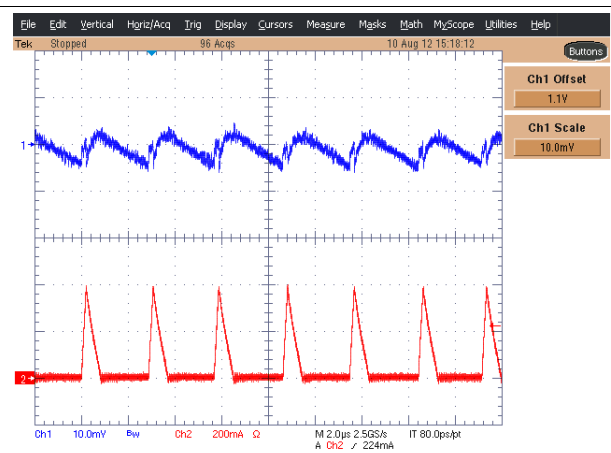 File Edit Vertical Horiz/Acq Trig Display Cursors Measure Masks Math MyScope Utilities Help
Tek Stopped 96 Acqs 10 Aug 12 15:18:12
Buttons
Ch1 Offset
1.1V
Ch1 Scale
10.0mV
1
2
Ch1 10.0mV Bw Ch2 200mA Ω M 2.0µs 2.5GS/s IT 80.0ps/pt
A Ch2 / 224mA